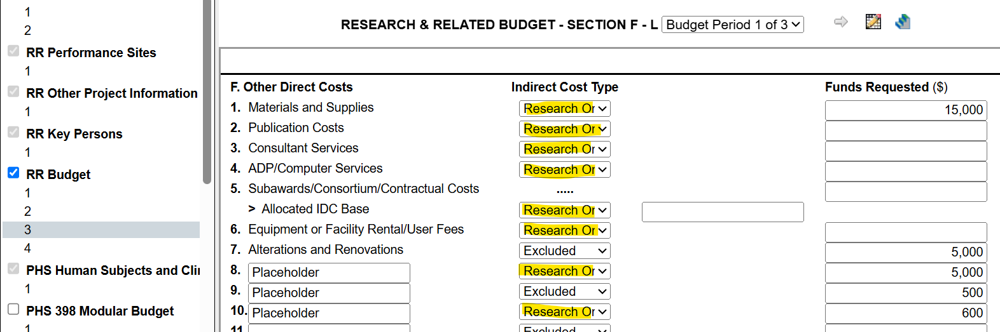 1
2
RR Performance Sites
1
RR Other Project Information
1
RR Key Persons
1
RR Budget
1
2
3
4
PHS Human Subjects and Cli
1
PHS 398 Modular Budget
1
RESEARCH & RELATED BUDGET - SECTION F - L Budget Period 1 of 3
F. Other Direct Costs Indirect Cost Type Funds Requested ($)
1. Materials and Supplies Research Or 15,000
2. Publication Costs Research Or
3. Consultant Services Research Or
4. ADP/Computer Services Research Or
5. Subawards/Consortium/Contractual Costs .....
> Allocated IDC Base Research Or
6. Equipment or Facility Rental/User Fees Research Or
7. Alterations and Renovations Excluded 5,000
8. Placeholder Research Or 5,000
9. Placeholder Excluded 500
10. Placeholder Research Or 600
11 Excluded